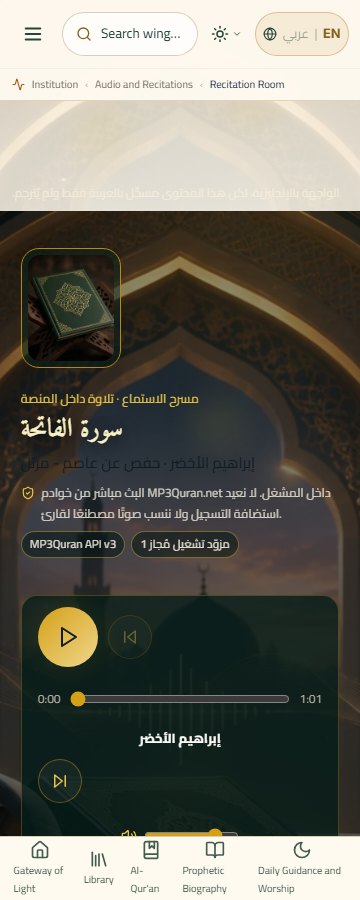 Search wing...
عربي | EN
Institution ‹ Audio and Recitations ‹ Recitation Room
الواجهة بالإنجليزية، لكن هذا المحتوى مسجّل بالعربية فقط ولم يُترجم.
مسرح الاستماع · تلاوة داخل المنصة
سورة الفاتحة
إبراهيم الأخضر · حفص عن عاصم - مرتل
البث مباشر من خوادم MP3Quran.net داخل المشغل. لا نعيد
استضافة التسجيل ولا ننسب صوتًا مصطنعًا لقارئ.
MP3Quran API v3
1 مزوّد تشغيل مُجاز
0:00
1:01
إبراهيم الأخضر
Gateway of
Light
Library
Al-
Qur'an
Prophetic
Biography
Daily Guidance and
Worship